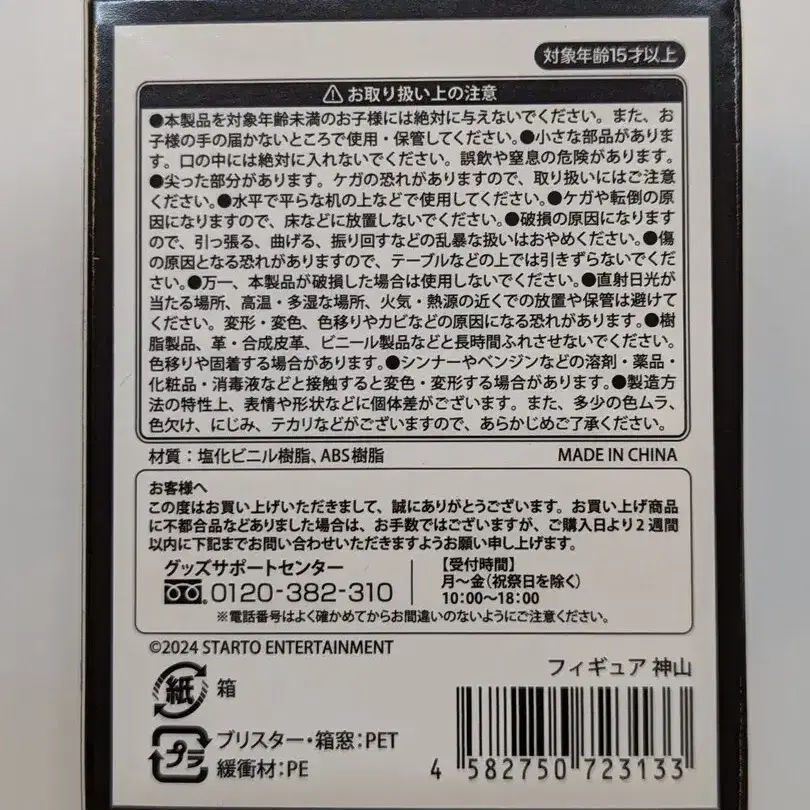 対象年齢15才以上
⚠お取り扱い上の注意
●本製品を対象年齢未満のお子様には絶対に与えないでください。また、お
子様の手の届かないところで使用・保管してください。●小さな部品がありま
す。口の中には絶対に入れないでください。誤飲や窒息の危険があります。
●尖った部分があります。ケガの恐れがありますので、取り扱いにはご注意
ください。●水平で平らな机の上などで使用してください。●ケガや転倒の原
因になりますので、床などに放置しないでください。●破損の原因になります
ので、引っ張る、曲げる、振り回すなどの乱暴な扱いはおやめください。●傷
の原因となる恐れがありますので、テーブルなどの上では引きずらないでくださ
い。●万一、本製品が破損した場合は使用しないでください。●直射日光が
当たる場所、高温・多湿な場所、火気・熱源の近くでの放置や保管は避けて
ください。変形・変色、色移りやカビなどの原因になる恐れがあります。●樹
脂製品、革・合成皮革、ビニール製品などと長時間ふれさせないでください。
色移りや固着する場合があります。●シンナーやベンジンなどの溶剤・薬品・
化粧品・消毒液などと接触すると変色・変形する場合があります。●製造方
法の特性上、表情や形状などに個体差がございます。また、多少の色ムラ、
色欠け、にじみ、テカリなどがございますので、あらかじめご了承ください。
材質:塩化ビニル樹脂、ABS樹脂 MADE IN CHINA
お客様へ
この度はお買い上げいただきまして、誠にありがとうございます。お買い上げ商品
に不都合品などありました場合は、お手数ではございますが、ご購入日より2週間
以内に下記までお問い合わせいただきますようお願い申し上げます。
グッズサポートセンター
0120-382-310
【受付時間】
月~金(祝祭日を除く)
10:00~18:00
※電話番号はよく確かめてからお間違いのないようにご注意ください。
©2024 STARTO ENTERTAINMENT
フィギュア 神山
紙 箱
プラ ブリスター・箱窓:PET
緩衝材:PE
4 582750 723133